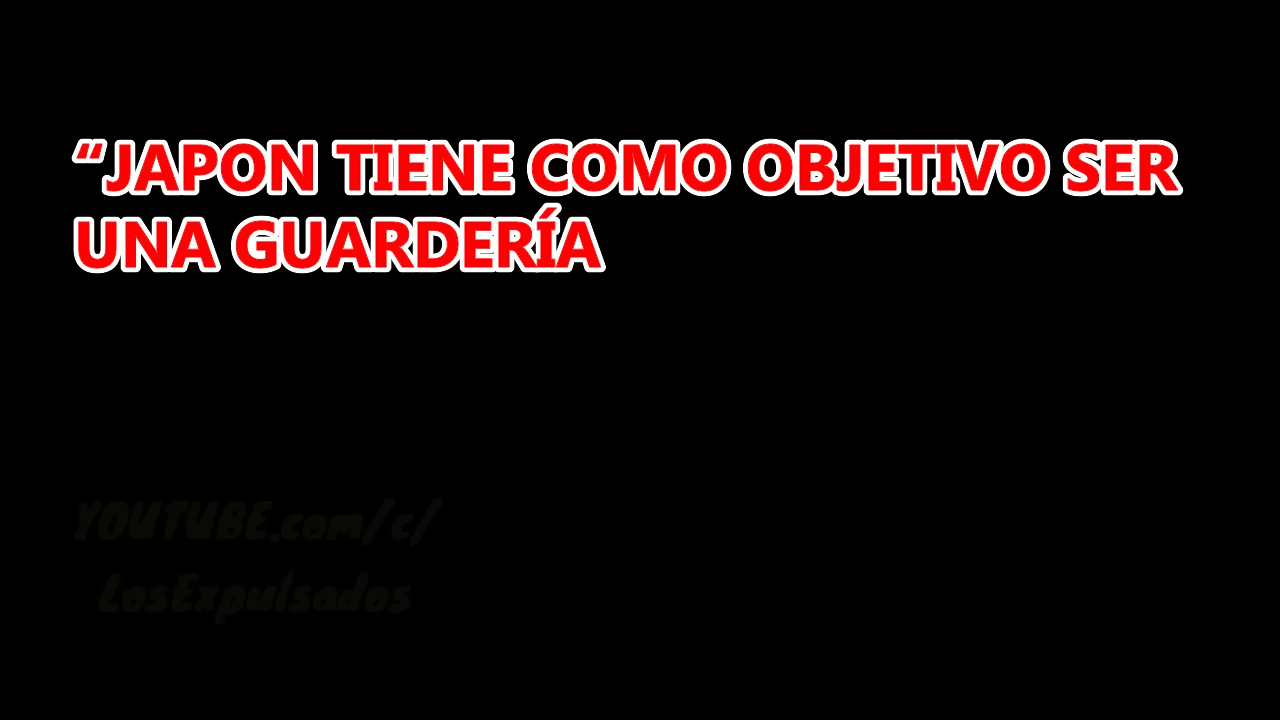 “JAPON TIENE COMO OBJETIVO SER
UNA GUARDERÍA
YOUTUBE.com/c/
LosExpulsados